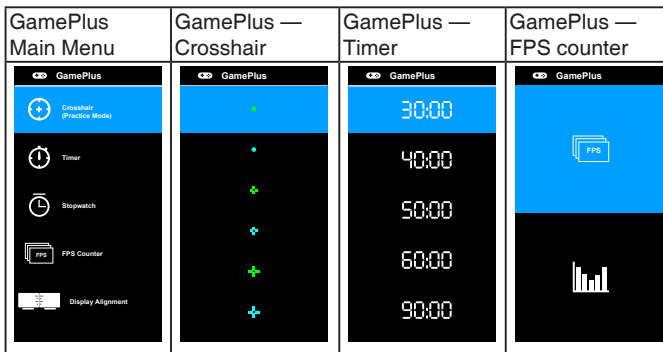 GamePlus
Main Menu
GamePlus —
Crosshair
GamePlus —
Timer
GamePlus —
FPS counter
GamePlus
Crosshair
(Practice Mode)
Timer
Stopwatch
FPS
FPS Counter
Display Alignment
GamePlus
GamePlus
30:00
40:00
50:00
60:00
90:00
GamePlus
FPS